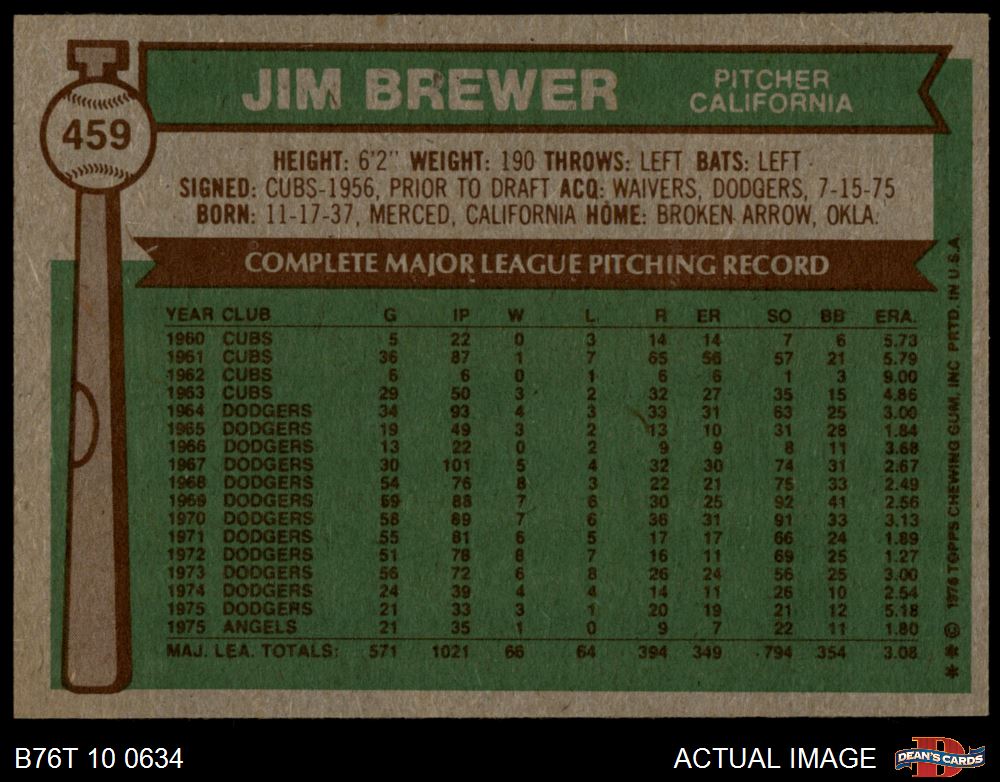 T
459
JIM BREWER
PITCHER
CALIFORNIA
HEIGHT: 6'2" WEIGHT: 190 THROWS: LEFT BATS: LEFT
SIGNED: CUBS-1956, PRIOR TO DRAFT ACQ: WAIVERS, DODGERS, 7-15-75
BORN: 11-17-37, MERCED, CALIFORNIA HOME: BROKEN ARROW, OKLA.
COMPLETE MAJOR LEAGUE PITCHING RECORD
YEAR CLUB G IP W L R ER SO BB ERA.
1960 CUBS 5 22 0 3 14 14 7 6 5.73
1961 CUBS 36 87 1 7 65 56 57 21 5.79
1962 CUBS 6 6 0 1 6 6 1 3 9.00
1963 CUBS 29 50 3 2 32 27 35 15 4.86
1964 DODGERS 34 93 4 3 33 31 63 25 3.00
1965 DODGERS 19 49 3 2 13 10 31 28 1.84
1966 DODGERS 13 22 0 2 9 9 8 11 3.68
1967 DODGERS 30 101 5 4 32 30 74 31 2.67
1968 DODGERS 54 76 8 3 22 21 75 33 2.49
1969 DODGERS 59 88 7 6 30 25 92 41 2.56
1970 DODGERS 58 89 7 6 36 31 91 33 3.13
1971 DODGERS 55 81 6 5 17 17 66 24 1.89
1972 DODGERS 51 78 8 7 16 11 69 25 1.27
1973 DODGERS 56 72 6 8 26 24 56 25 3.00
1974 DODGERS 24 39 4 4 14 11 26 10 2.54
1975 DODGERS 21 33 3 1 20 19 21 12 5.18
1975 ANGELS 21 35 1 0 9 7 22 11 1.80
MAJ. LEA. TOTALS: 571 1021 66 64 394 349 794 354 3.08
* * © 1976 TOPPS CHEWING GUM, INC PRTD. IN U.S.A.
B76T 10 0634
ACTUAL IMAGE
D
DEAN'S CARDS